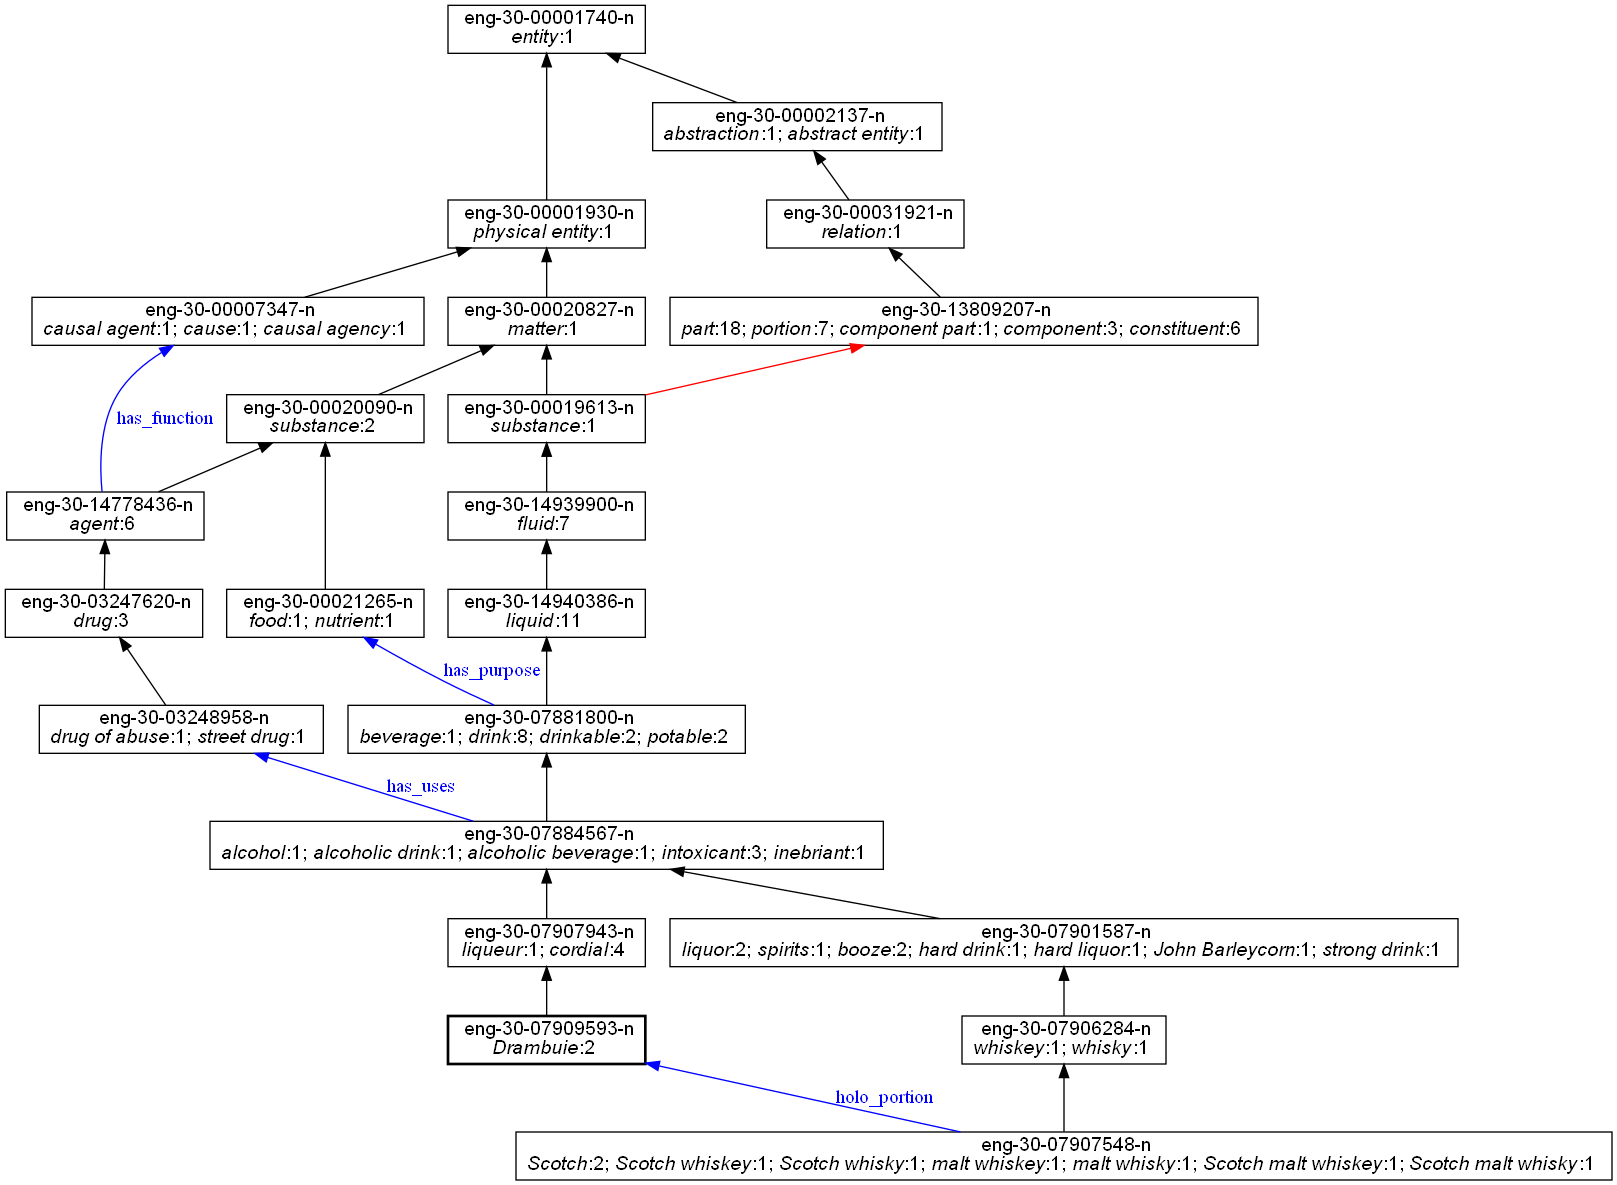 eng-30-00001740-n
entity:1
eng-30-00002137-n
abstraction:1; abstract entity:1
eng-30-00001930-n
physical entity:1
eng-30-00031921-n
relation:1
eng-30-00007347-n
causal agent:1; cause:1; causal agency:1
eng-30-00020827-n
matter:1
eng-30-13809207-n
part:18; portion:7; component part:1; component:3; constituent:6
has_function
eng-30-00020090-n
substance:2
eng-30-00019613-n
substance:1
eng-30-14778436-n
agent:6
eng-30-14939900-n
fluid:7
eng-30-03247620-n
drug:3
eng-30-00021265-n
food:1; nutrient:1
eng-30-14940386-n
liquid:11
has_purpose
eng-30-03248958-n
drug of abuse:1; street drug:1
eng-30-07881800-n
beverage:1; drink:8; drinkable:2; potable:2
has_uses
eng-30-07884567-n
alcohol:1; alcoholic drink:1; alcoholic beverage:1; intoxicant:3; inebriant:1
eng-30-07907943-n
liqueur:1; cordial:4
eng-30-07901587-n
liquor:2; spirits:1; booze:2; hard drink:1; hard liquor:1; John Barleycorn:1; strong drink:1
eng-30-07909593-n
Drambuie:2
eng-30-07906284-n
whiskey:1; whisky:1
holo_portion
eng-30-07907548-n
Scotch:2; Scotch whiskey:1; Scotch whisky:1; malt whiskey:1; malt whisky:1; Scotch malt whiskey:1; Scotch malt whisky:1